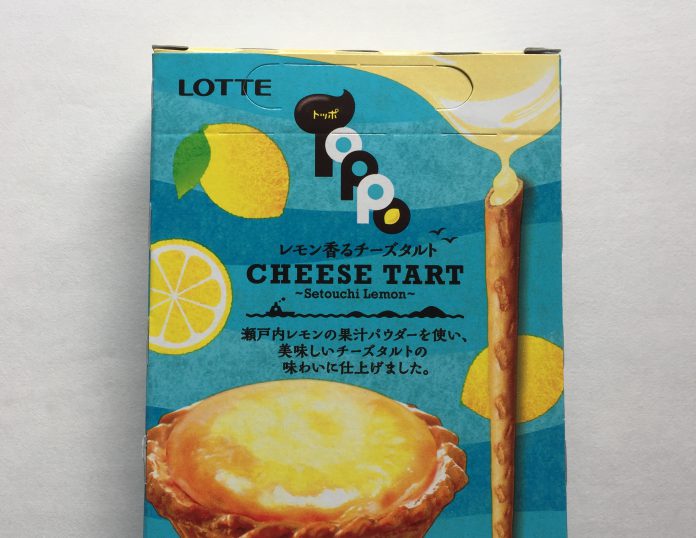 LOTTE
トッポ
TOPPO
レモン香るチーズタルト
CHEESE TART
~Setouchi Lemon~
瀬戸内レモンの果汁パウダーを使い、
美味しいチーズタルトの
味わいに仕上げました。